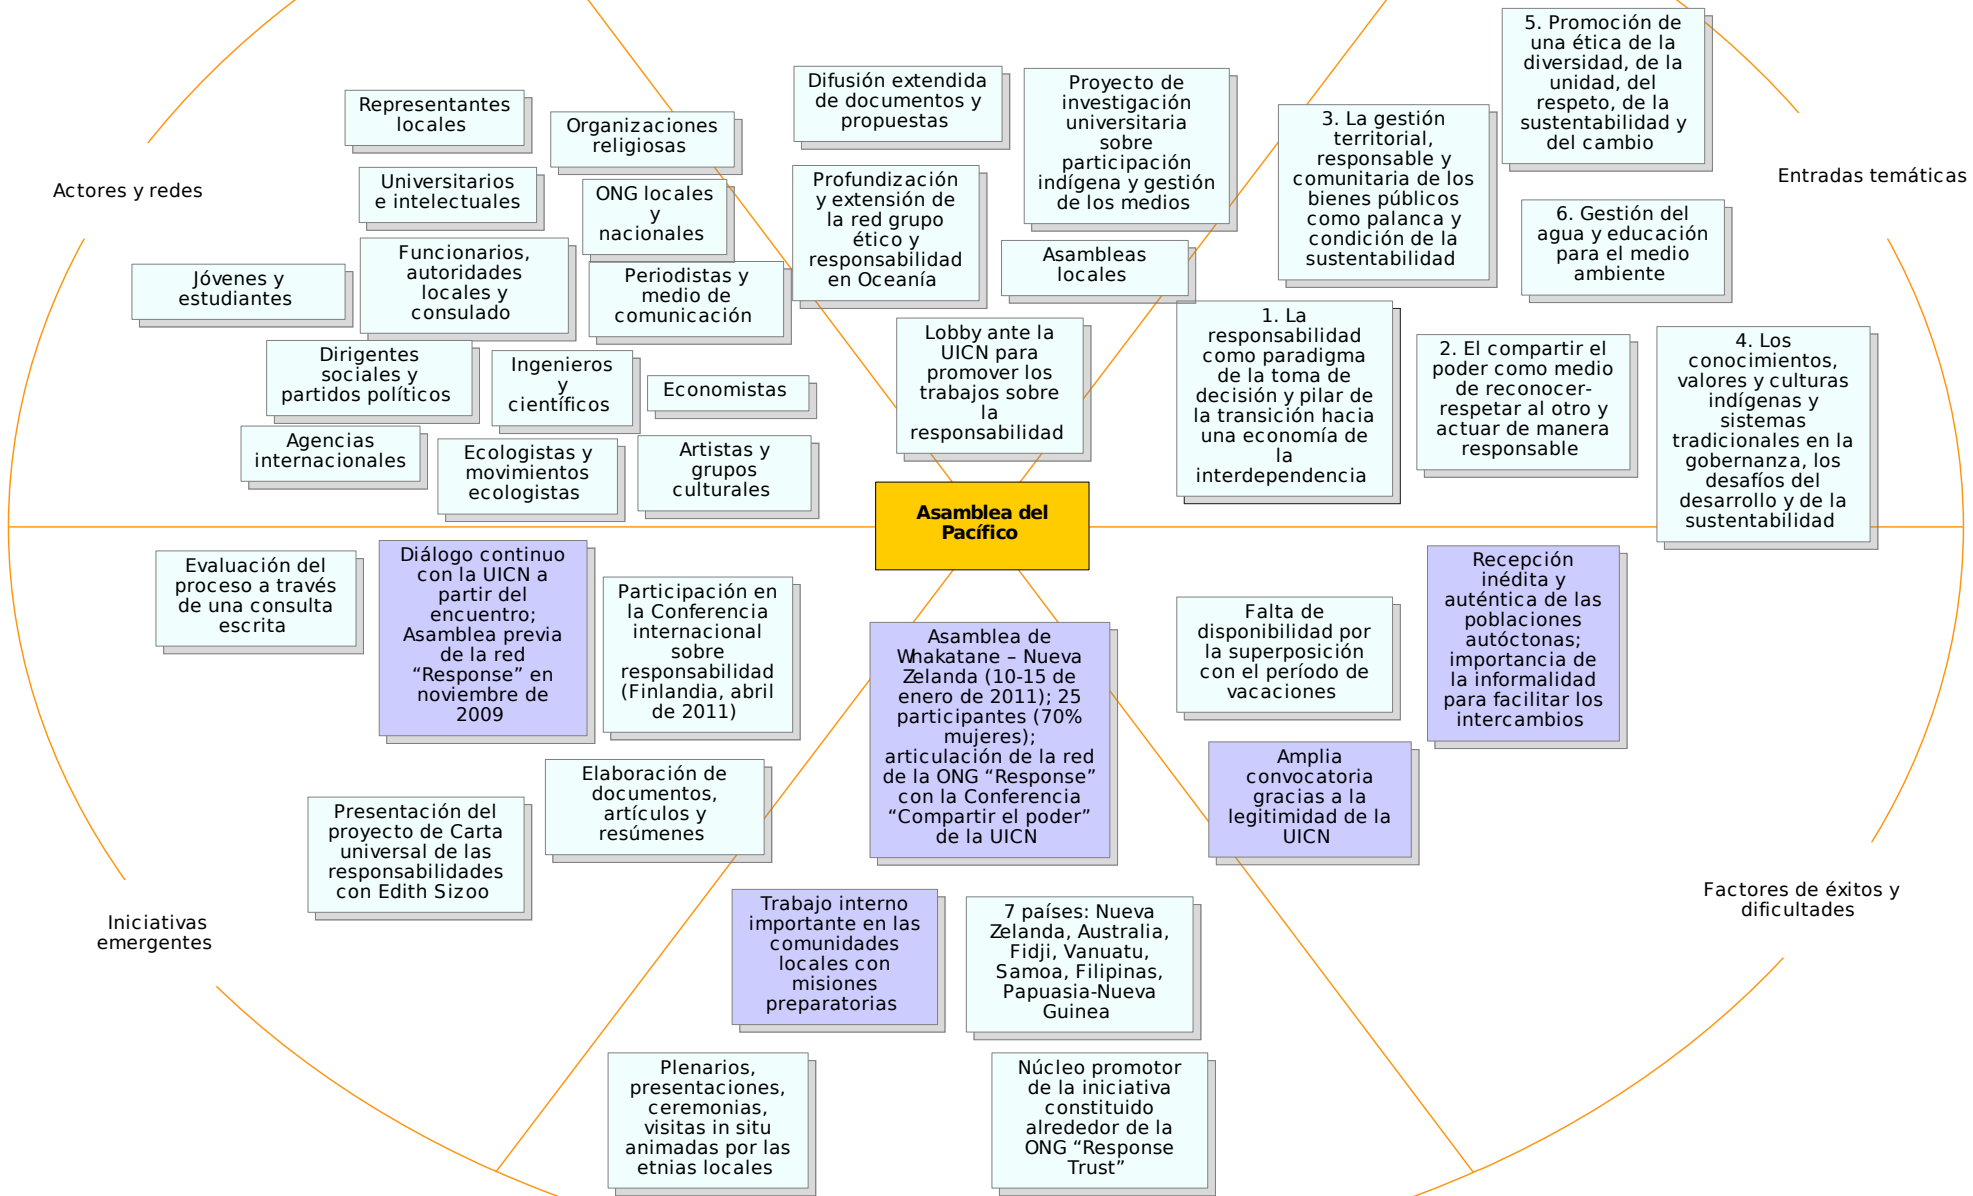 Actores y redes
Representantes
locales
Organizaciones
religiosas
Universitarios
e intelectuales
ONG locales
y
nacionales
Jóvenes y
estudiantes
Funcionarios,
autoridades
locales y
consulado
Periodistas y
medio de
comunicación
Dirigentes
sociales y
partidos políticos
Ingenieros
y
científicos
Economistas
Agencias
internacionales
Ecologistas y
movimientos
ecologistas
Artistas y
grupos
culturales
Difusión extendida
de documentos y
propuestas
Proyecto de
investigación
universitaria
sobre
participación
indígena y gestión
de los medios
Profundización
y extensión de
la red grupo
ético y
responsabilidad
en Oceanía
Asambleas
locales
Lobby ante la
UICN para
promover los
trabajos sobre
la
responsabilidad
Entradas temáticas
5. Promoción de
una ética de la
diversidad, de la
unidad, del
respeto, de la
sustentabilidad y
del cambio
3. La gestión
territorial,
responsable y
comunitaria de los
bienes públicos
como palanca y
condición de la
sustentabilidad
6. Gestión del
agua y educación
para el medio
ambiente
1. La
responsabilidad
como paradigma
de la toma de
decisión y pilar de
la transición hacia
una economía de
la
interdependencia
2. El compartir el
poder como medio
de reconocer-
respetar al otro y
actuar de manera
responsable
4. Los
conocimientos,
valores y culturas
indígenas y
sistemas
tradicionales en la
gobernanza, los
desafíos del
desarrollo y de la
sustentabilidad
Asamblea del
Pacífico
Evaluación del
proceso a través
de una consulta
escrita
Diálogo continuo
con la UICN a
partir del
encuentro;
Asamblea previa
de la red
“Response” en
noviembre de
2009
Participación en
la Conferencia
internacional
sobre
responsabilidad
(Finlandia, abril
de 2011)
Elaboración de
documentos,
artículos y
resúmenes
Presentación del
proyecto de Carta
universal de las
responsabilidades
con Edith Sizoo
Iniciativas
emergentes
Asamblea de
Whakatane – Nueva
Zelanda (10-15 de
enero de 2011); 25
participantes (70%
mujeres);
articulación de la red
de la ONG “Response”
con la Conferencia
“Compartir el poder”
de la UICN
Trabajo interno
importante en las
comunidades
locales con
misiones
preparatorias
7 países: Nueva
Zelanda, Australia,
Fidji, Vanuatu,
Samoa, Filipinas,
Papuasia-Nueva
Guinea
Plenarios,
presentaciones,
ceremonias,
visitas in situ
animadas por las
etnias locales
Núcleo promotor
de la iniciativa
constituido
alrededor de la
ONG “Response
Trust”
Falta de
disponibilidad por
la superposición
con el período de
vacaciones
Recepción
inédita y
auténtica de las
poblaciones
autóctonas;
importancia de
la informalidad
para facilitar los
intercambios
Amplia
convocatoria
gracias a la
legitimidad de la
UICN
Factores de éxitos y
dificultades